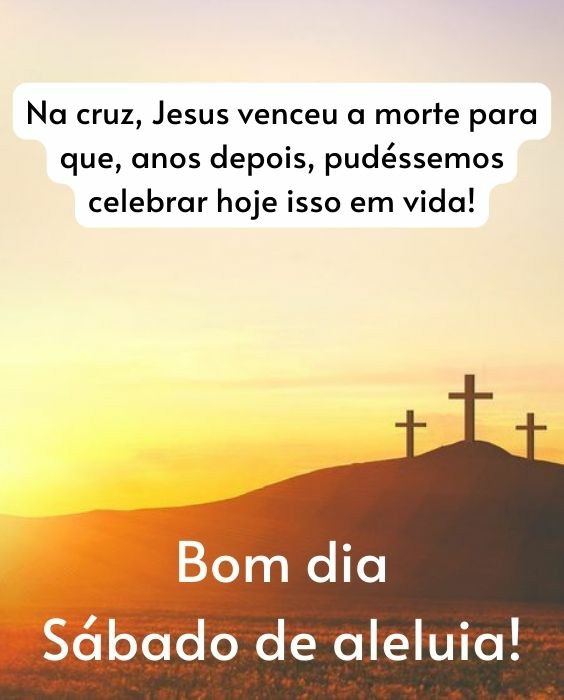 Na cruz, Jesus venceu a morte para
que, anos depois, pudéssemos
celebrar hoje isso em vida!
Bom dia
Sábado de aleluia!